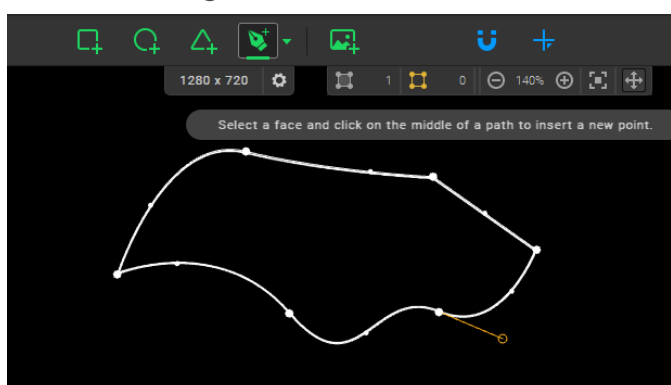 1280 x 720 1 0 140%
Select a face and click on the middle of a path to insert a new point.